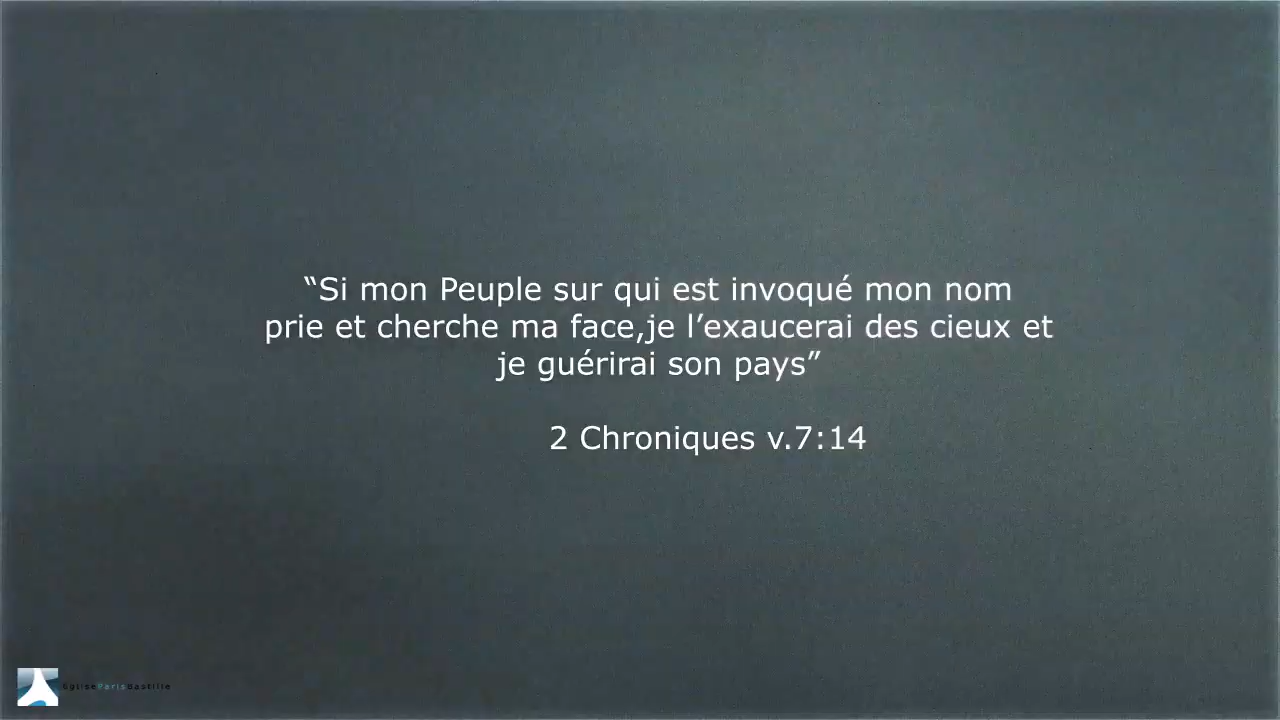 “Si mon Peuple sur qui est invoqué mon nom
prie et cherche ma face,je l’exaucerai des cieux et
je guérirai son pays”
2 Chroniques v.7:14
EgliseParisBastille